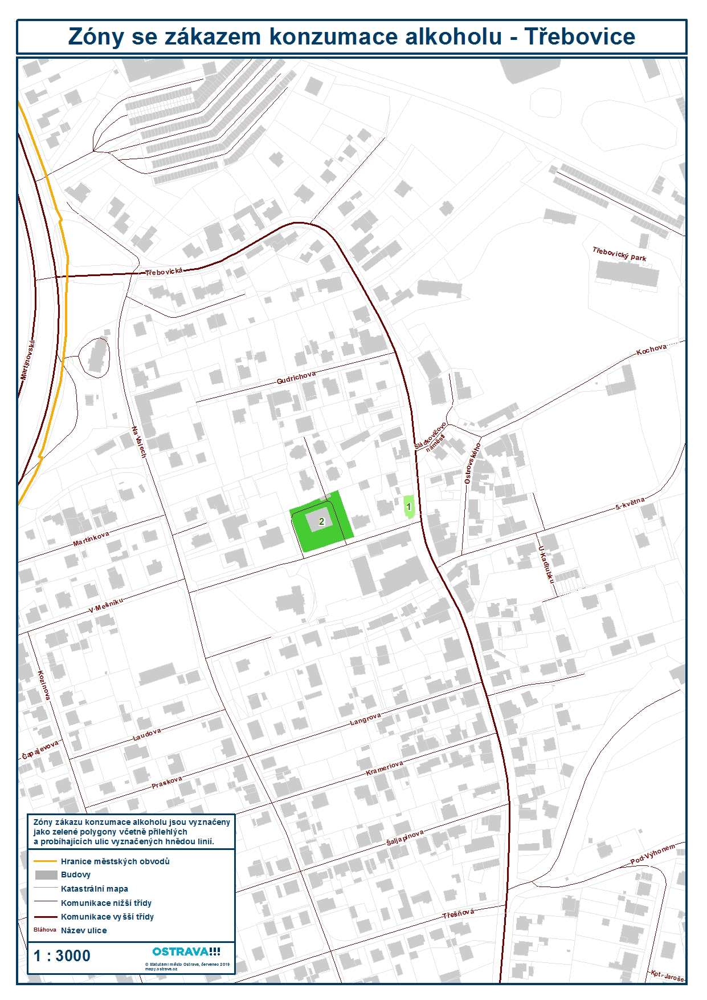 Zóny se zákazem konzumace alkoholu - Třebovice
Třebovický park
Třebovická
Martinovská
Kochova
Gudrichova
Na Valech
Sládkovičovo
náměstí
Ostrovského
5. května
1
2
Martinkova
U Kadlubku
V Mešníku
Kozinova
Langrova
Laudova
Čapajevova
Krameriova
Praskova
Šaljapinova
Pod Výhonem
Třešňová
Kpt. Jaroše
Zóny zákazu konzumace alkoholu jsou vyznačeny
jako zelené polygony včetně přilehlých
a probíhajících ulic vyznačených hnědou linií.
Hranice městských obvodů
Budovy
Katastrální mapa
Komunikace nižší třídy
Komunikace vyšší třídy
Bláhova Název ulice
1 : 3000
OSTRAVA!!!
© Statutární město Ostrava, červenec 2019
mapy.ostrava.cz